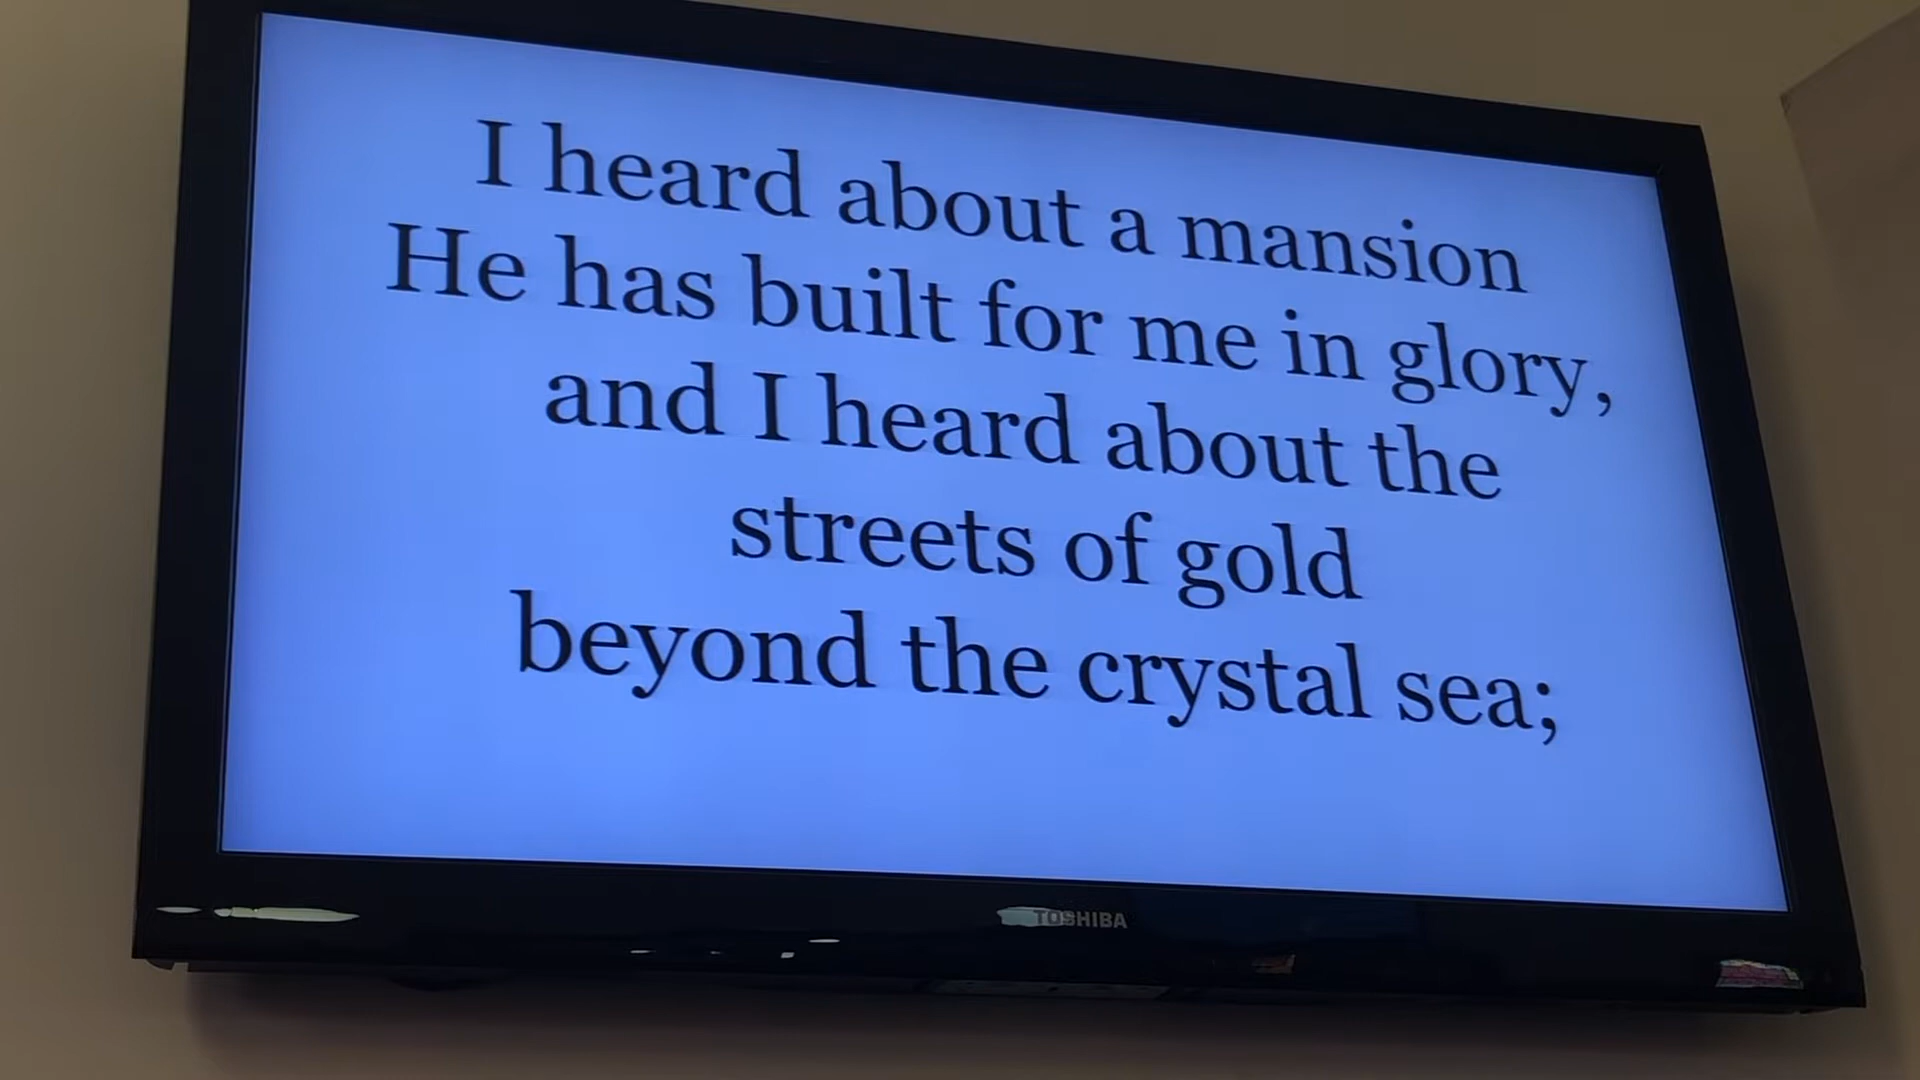 I heard about a mansion
He has built for me in glory,
and I heard about the
streets of gold
beyond the crystal sea;
TOSHIBA